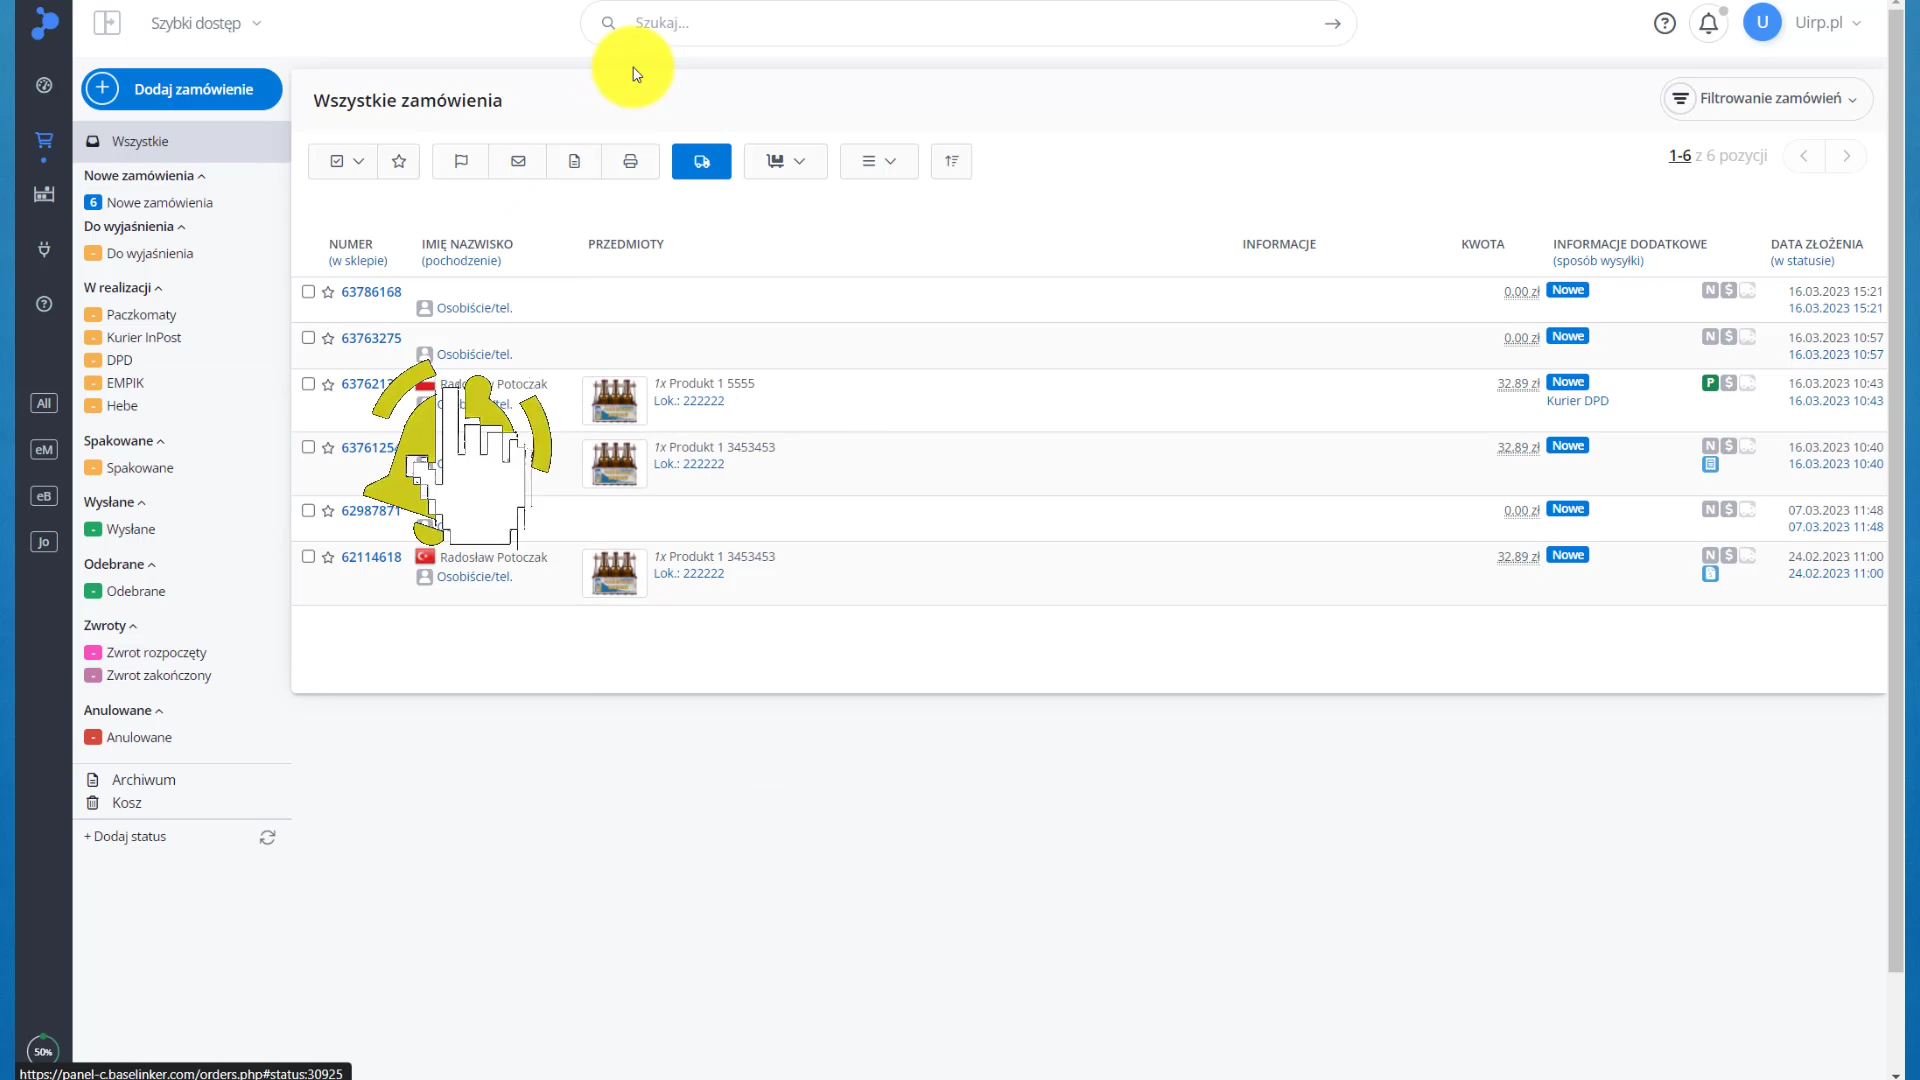 Szybki dostęp
Szukaj...
U
Uirp.pl
Dodaj zamówienie
Wszystkie
Nowe zamówienia
6 Nowe zamówienia
Do wyjaśnienia
- Do wyjaśnienia
W realizacji
- Paczkomaty
- Kurier InPost
- DPD
- EMPIK
- Hebe
Spakowane
- Spakowane
Wysłane
- Wysłane
Odebrane
- Odebrane
Zwroty
- Zwrot rozpoczęty
- Zwrot zakończony
Anulowane
- Anulowane
Archiwum
Kosz
+ Dodaj status
All
eM
eB
Jo
50%
Wszystkie zamówienia
Filtrowanie zamówień
1-6 z 6 pozycji
NUMER IMIĘ NAZWISKO PRZEDMIOTY INFORMACJE KWOTA INFORMACJE DODATKOWE DATA ZŁOŻENIA
(w sklepie) (pochodzenie) (sposób wysyłki) (w statusie)
63786168 0.00 zł Nowe N $ 16.03.2023 15:21
Osobiście/tel. 16.03.2023 15:21
63763275 0.00 zł Nowe N $ 16.03.2023 10:57
Osobiście/tel. 16.03.2023 10:57
Potoczak 1x Produkt 1 5555 32.89 zł Nowe P $ 16.03.2023 10:43
Lok.: 222222 Kurier DPD 16.03.2023 10:43
1x Produkt 1 3453453 32.89 zł Nowe N $ 16.03.2023 10:40
Lok.: 222222 16.03.2023 10:40
62987871 0.00 zł Nowe N $ 07.03.2023 11:48
07.03.2023 11:48
62114618 Radosław Potoczak 1x Produkt 1 3453453 32.89 zł Nowe N $ 24.02.2023 11:00
Osobiście/tel. Lok.: 222222 24.02.2023 11:00
https://panel-c.baselinker.com/orders.php#status:30925